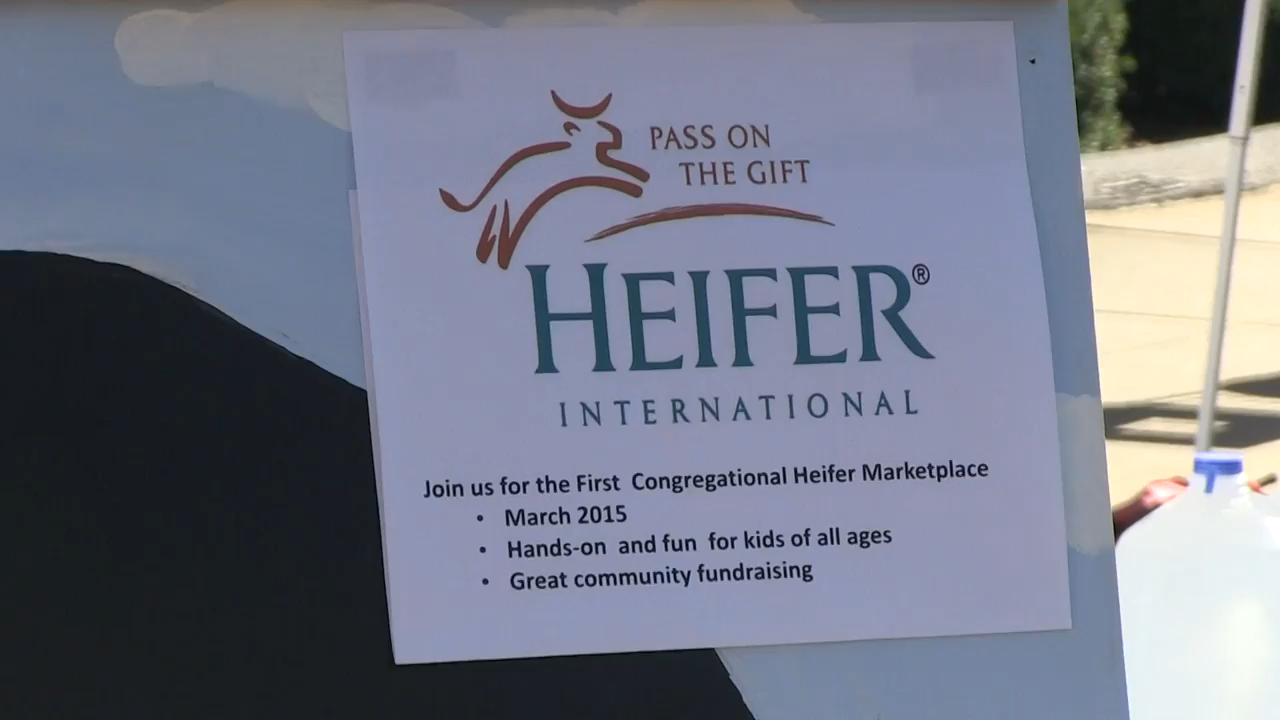 PASS ON
THE GIFT
HEIFER®
INTERNATIONAL
Join us for the First Congregational Heifer Marketplace
• March 2015
• Hands-on and fun for kids of all ages
• Great community fundraising